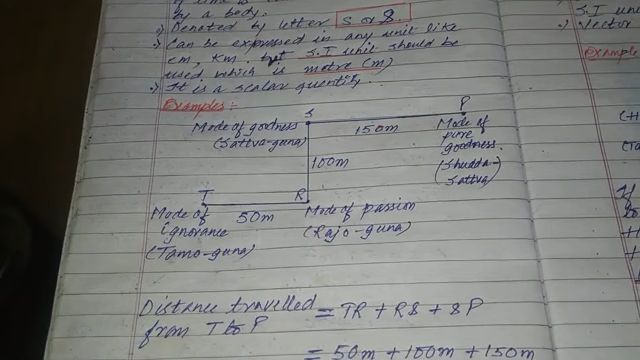 by a body.
:) Denoted by letter S or s.
:) Can be expressed in any unit like
cm, km. but S.I unit should be
used which is metre (m)
:) It is a scalar quantity.
Examples:
S P
Mode of goodness
(Sattva-guna)
150m
Mode of
pure
goodness.
(Shudda-
Sattva)
100m
T R
50m
Mode of
ignorance
(Tamo-guna)
Mode of passion
(Rajo-guna)
Distance travelled
from T to P
= TR + RS + SP
= 50m + 100m + 150m
:) Vector
Example